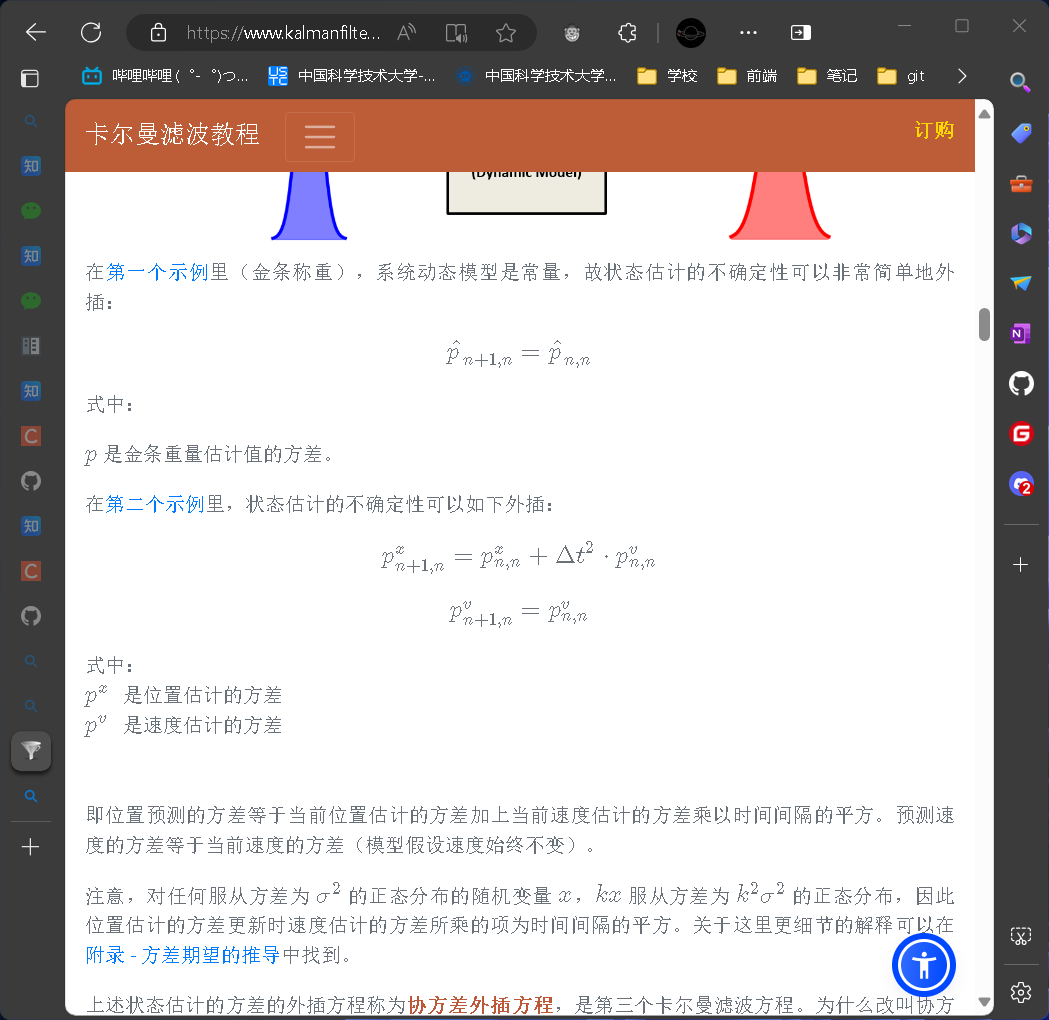 https://www.kalmanfilte...
哔哩哔哩 (゜-゜)つ... 中国科学技术大学-... 中国科学技术大学... 学校 前端 笔记 git
卡尔曼滤波教程
订购
(Dynamic Model)
在第一个示例里（金条称重），系统动态模型是常量，故状态估计的不确定性可以非常简单地外
插：
p̂_{n+1,n} = p̂_{n,n}
式中：
p 是金条重量估计值的方差。
在第二个示例里，状态估计的不确定性可以如下外插：
p^x_{n+1,n} = p^x_{n,n} + Δt² · p^v_{n,n}
p^v_{n+1,n} = p^v_{n,n}
式中：
p^x 是位置估计的方差
p^v 是速度估计的方差
即位置预测的方差等于当前位置估计的方差加上当前速度估计的方差乘以时间间隔的平方。预测速
度的方差等于当前速度的方差（模型假设速度始终不变）。
注意，对任何服从方差为 σ² 的正态分布的随机变量 x，kx 服从方差为 k²σ² 的正态分布，因此
位置估计的方差更新时速度估计的方差所乘的项为时间间隔的平方。关于这里更细节的解释可以在
附录 - 方差期望的推导中找到。
上述状态估计的方差的外插方程称为协方差外插方程，是第三个卡尔曼滤波方程。为什么改叫协方